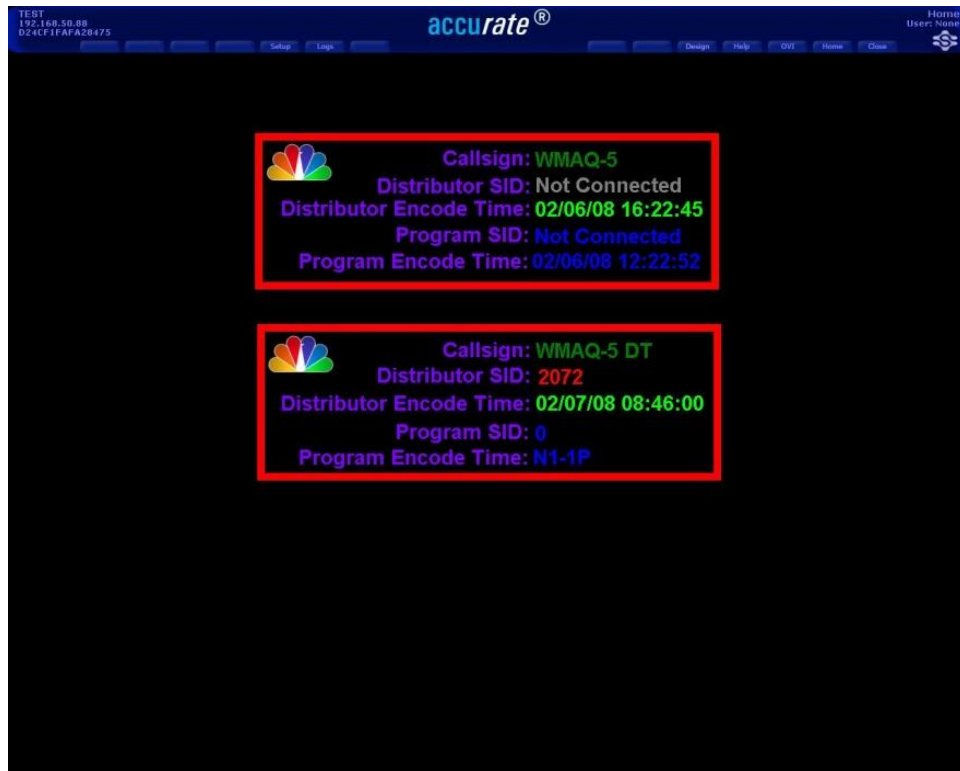 TEST
192.168.50.88
D24CF1FAFA28475
accurate®
Home
User: None
Setup Logs Design Help OVI Home Close
Callsign: WMAQ-5
Distributor SID: Not Connected
Distributor Encode Time: 02/06/08 16:22:45
Program SID: Not Connected
Program Encode Time: 02/06/08 12:22:52
Callsign: WMAQ-5 DT
Distributor SID: 2072
Distributor Encode Time: 02/07/08 08:46:00
Program SID: 0
Program Encode Time: N1-1P